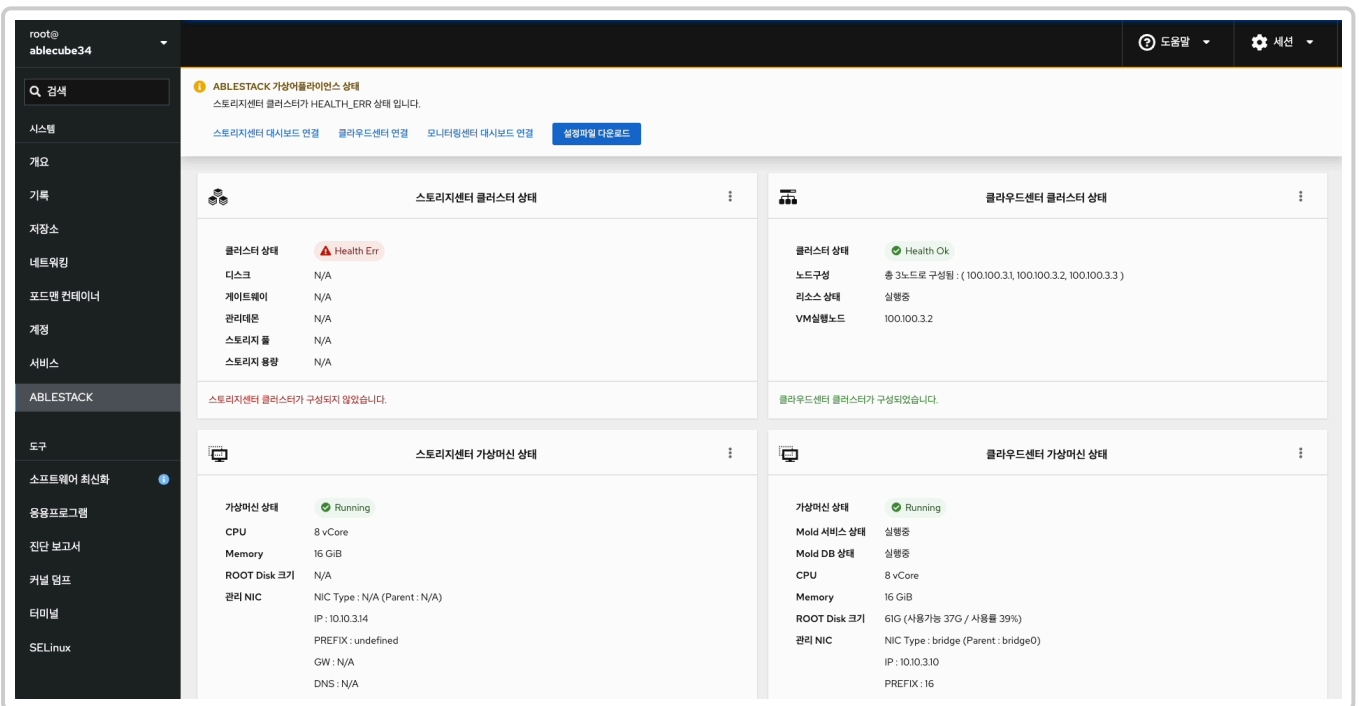 root@
ablecube34
도움말
세션
검색
시스템
개요
기록
저장소
네트워킹
포드맨 컨테이너
계정
서비스
ABLESTACK
도구
소프트웨어 최신화
응용프로그램
진단 보고서
커널 덤프
터미널
SELinux
ABLESTACK 가상어플라이언스 상태
스토리지센터 클러스터가 HEALTH_ERR 상태 입니다.
스토리지센터 대시보드 연결 클라우드센터 연결 모니터링센터 대시보드 연결 설정파일 다운로드
스토리지센터 클러스터 상태
클러스터 상태 Health Err
디스크 N/A
게이트웨이 N/A
관리데몬 N/A
스토리지 풀 N/A
스토리지 용량 N/A
스토리지센터 클러스터가 구성되지 않았습니다.
클라우드센터 클러스터 상태
클러스터 상태 Health Ok
노드구성 총 3노드로 구성됨 : ( 100.100.3.1, 100.100.3.2, 100.100.3.3 )
리소스 상태 실행중
VM실행노드 100.100.3.2
클라우드센터 클러스터가 구성되었습니다.
스토리지센터 가상머신 상태
가상머신 상태 Running
CPU 8 vCore
Memory 16 GiB
ROOT Disk 크기 N/A
관리 NIC NIC Type : N/A (Parent : N/A)
IP : 10.10.3.14
PREFIX : undefined
GW : N/A
DNS : N/A
클라우드센터 가상머신 상태
가상머신 상태 Running
Mold 서비스 상태 실행중
Mold DB 상태 실행중
CPU 8 vCore
Memory 16 GiB
ROOT Disk 크기 61G (사용가능 37G / 사용률 39%)
관리 NIC NIC Type : bridge (Parent : bridge0)
IP : 10.10.3.10
PREFIX : 16